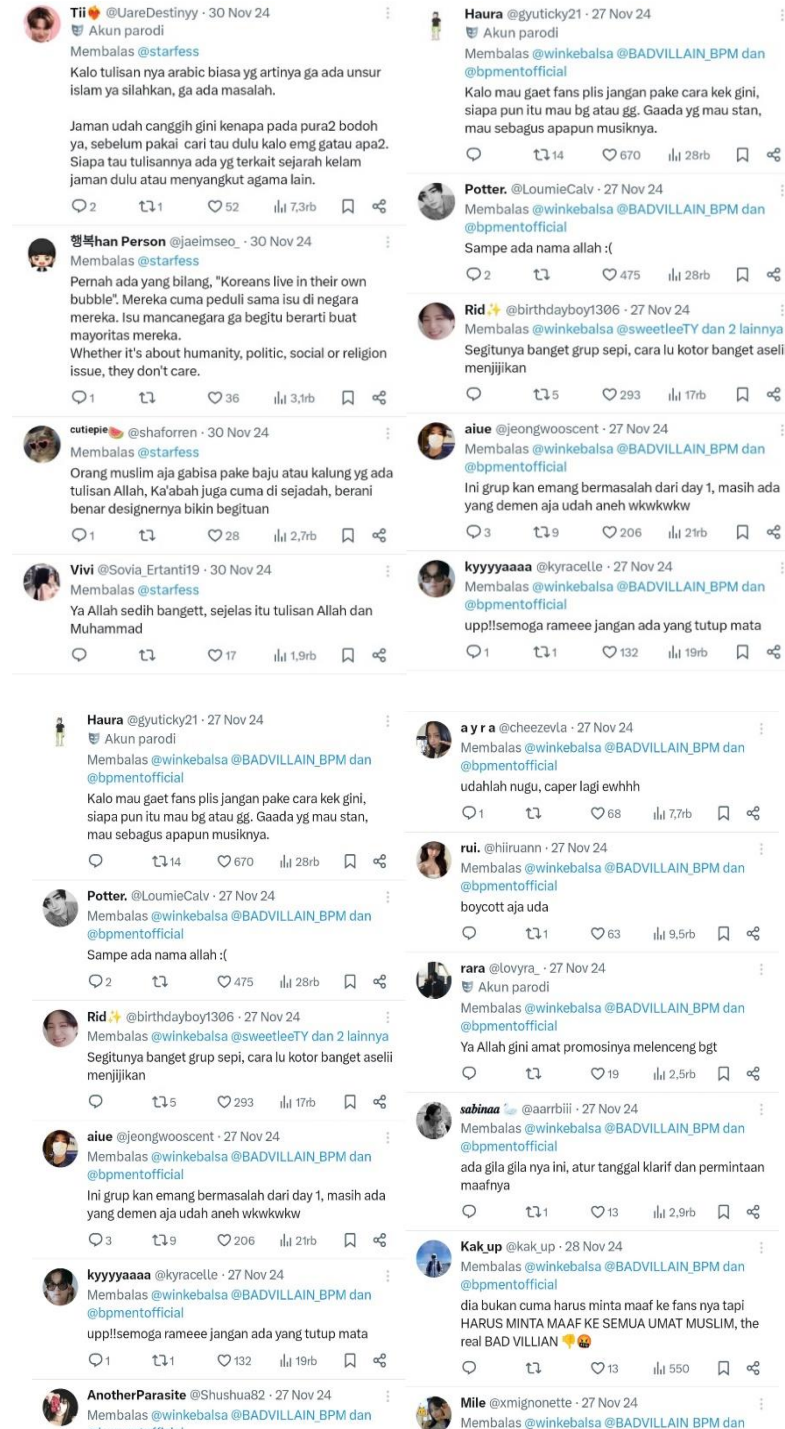 Tii❤️‍🔥 @UareDestinyy · 30 Nov 24
Akun parodi
Membalas @starfess
Kalo tulisan nya arabic biasa yg artinya ga ada unsur
islam ya silahkan, ga ada masalah.
Jaman udah canggih gini kenapa pada pura2 bodoh
ya, sebelum pakai cari tau dulu kalo emg gatau apa2.
Siapa tau tulisannya ada yg terkait sejarah kelam
jaman dulu atau menyangkut agama lain.
2 1 52 7,3rb
행복han Person @jaeimseo_ · 30 Nov 24
Membalas @starfess
Pernah ada yang bilang, "Koreans live in their own
bubble". Mereka cuma peduli sama isu di negara
mereka. Isu mancanegara ga begitu berarti buat
mayoritas mereka.
Whether it's about humanity, politic, social or religion
issue, they don't care.
1 36 3,1rb
cutiepie🍉 @shaforren · 30 Nov 24
Membalas @starfess
Orang muslim aja gabisa pake baju atau kalung yg ada
tulisan Allah, Ka'abah juga cuma di sejadah, berani
benar designernya bikin begituan
1 28 2,7rb
Vivi @Sovia_Ertanti19 · 30 Nov 24
Membalas @starfess
Ya Allah sedih bangett, sejelas itu tulisan Allah dan
Muhammad
17 1,9rb
Haura @gyuticky21 · 27 Nov 24
Akun parodi
Membalas @winkebalsa @BADVILLAIN_BPM dan
@bpmentofficial
Kalo mau gaet fans plis jangan pake cara kek gini,
siapa pun itu mau bg atau gg. Gaada yg mau stan,
mau sebagus apapun musiknya.
14 670 28rb
Potter. @LoumieCalv · 27 Nov 24
Membalas @winkebalsa @BADVILLAIN_BPM dan
@bpmentofficial
Sampe ada nama allah :(
2 475 28rb
Rid✨ @birthdayboy1306 · 27 Nov 24
Membalas @winkebalsa @sweetleeTY dan 2 lainnya
Segitunya banget grup sepi, cara lu kotor banget aseli
menjijikan
5 293 17rb
aiue @jeongwooscent · 27 Nov 24
Membalas @winkebalsa @BADVILLAIN_BPM dan
@bpmentofficial
Ini grup kan emang bermasalah dari day 1, masih ada
yang demen aja udah aneh wkwkwkw
3 9 206 21rb
kyyyyaaaa @kyracelle · 27 Nov 24
Membalas @winkebalsa @BADVILLAIN_BPM dan
@bpmentofficial
upp!!semoga rameee jangan ada yang tutup mata
1 1 132 19rb
Haura @gyuticky21 · 27 Nov 24
Akun parodi
Membalas @winkebalsa @BADVILLAIN_BPM dan
@bpmentofficial
Kalo mau gaet fans plis jangan pake cara kek gini,
siapa pun itu mau bg atau gg. Gaada yg mau stan,
mau sebagus apapun musiknya.
14 670 28rb
Potter. @LoumieCalv · 27 Nov 24
Membalas @winkebalsa @BADVILLAIN_BPM dan
@bpmentofficial
Sampe ada nama allah :(
2 475 28rb
Rid✨ @birthdayboy1306 · 27 Nov 24
Membalas @winkebalsa @sweetleeTY dan 2 lainnya
Segitunya banget grup sepi, cara lu kotor banget aselii
menjijikan
5 293 17rb
aiue @jeongwooscent · 27 Nov 24
Membalas @winkebalsa @BADVILLAIN_BPM dan
@bpmentofficial
Ini grup kan emang bermasalah dari day 1, masih ada
yang demen aja udah aneh wkwkwkw
3 9 206 21rb
kyyyyaaaa @kyracelle · 27 Nov 24
Membalas @winkebalsa @BADVILLAIN_BPM dan
@bpmentofficial
upp!!semoga rameee jangan ada yang tutup mata
1 1 132 19rb
AnotherParasite @Shushua82 · 27 Nov 24
Membalas @winkebalsa @BADVILLAIN_BPM dan
a y r a @cheezevla · 27 Nov 24
Membalas @winkebalsa @BADVILLAIN_BPM dan
@bpmentofficial
udahlah nugu, caper lagi ewhhh
1 68 7,7rb
rui. @hiiruann · 27 Nov 24
Membalas @winkebalsa @BADVILLAIN_BPM dan
@bpmentofficial
boycott aja uda
1 63 9,5rb
rara @lovyra_ · 27 Nov 24
Akun parodi
Membalas @winkebalsa @BADVILLAIN_BPM dan
@bpmentofficial
Ya Allah gini amat promosinya melenceng bgt
19 2,5rb
sabinaa 🦢 @aarrbiii · 27 Nov 24
Membalas @winkebalsa @BADVILLAIN_BPM dan
@bpmentofficial
ada gila gila nya ini, atur tanggal klarif dan permintaan
maafnya
1 13 2,9rb
Kak_up @kak_up · 28 Nov 24
Membalas @winkebalsa @BADVILLAIN_BPM dan
@bpmentofficial
dia bukan cuma harus minta maaf ke fans nya tapi
HARUS MINTA MAAF KE SEMUA UMAT MUSLIM, the
real BAD VILLIAN 👎🤬
13 550
Mile @xmignonette · 27 Nov 24
Membalas @winkebalsa @BADVILLAIN BPM dan